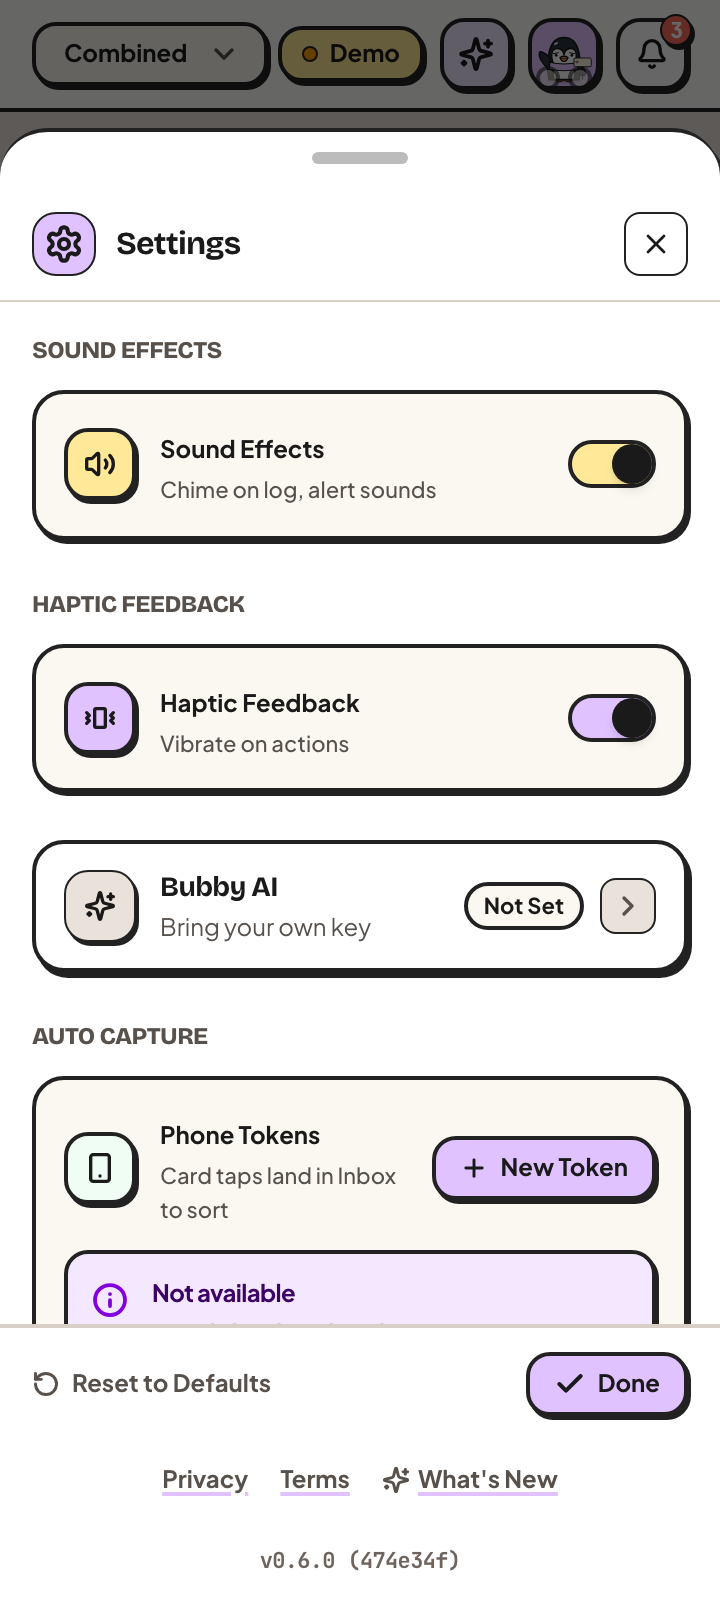 Combined
Demo
3
Settings
SOUND EFFECTS
Sound Effects
Chime on log, alert sounds
HAPTIC FEEDBACK
Haptic Feedback
Vibrate on actions
Bubby AI
Bring your own key
Not Set
AUTO CAPTURE
Phone Tokens
Card taps land in Inbox
to sort
New Token
Not available
Reset to Defaults
Done
Privacy
Terms
What's New
v0.6.0 (474e34f)